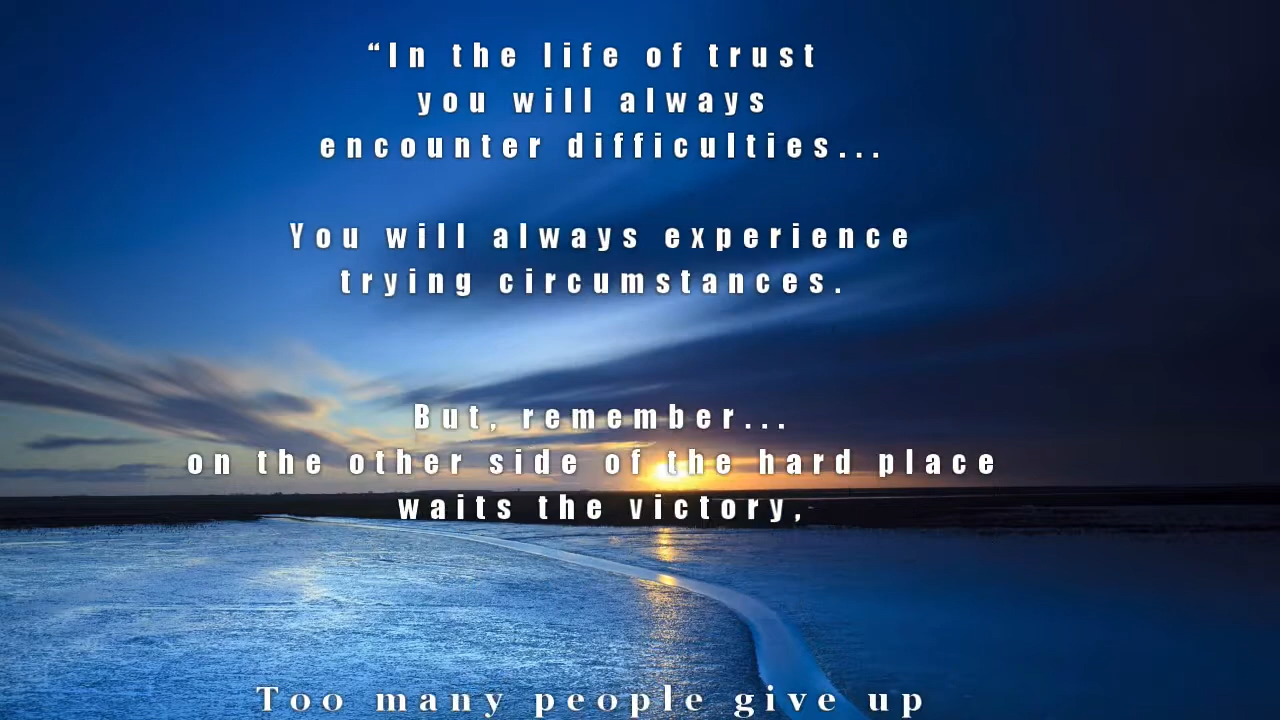 “In the life of trust
you will always
encounter difficulties...
You will always experience
trying circumstances.
But, remember...
on the other side of the hard place
waits the victory,
Too many people give up